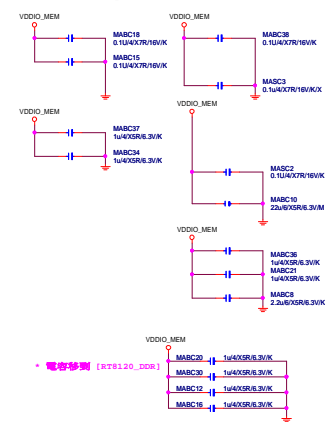 VDDIO_MEM
MABC18
0.1U/4/X7R/16V/K
MABC15
0.1U/4/X7R/16V/K
VDDIO_MEM
MABC38
0.1u/4/X7R/16V/K
MASC3
0.1u/4/X7R/16V/K/X
VDDIO_MEM
MABC37
1u/4/X5R/6.3V/K
MABC34
1u/4/X5R/6.3V/K
VDDIO_MEM
MASC2
0.1U/4/X7R/16V/K
MABC10
22u/6/X5R/6.3V/M
VDDIO_MEM
MABC36
1u/4/X5R/6.3V/K
MABC21
1u/4/X5R/6.3V/K
MABC8
2.2u/6/X5R/6.3V/K
VDDIO_MEM
* 電容移到 [RT8120_DDR]
MABC20 1u/4/X5R/6.3V/K
MABC30 1u/4/X5R/6.3V/K
MABC12 1u/4/X5R/6.3V/K
MABC16 1u/4/X5R/6.3V/K